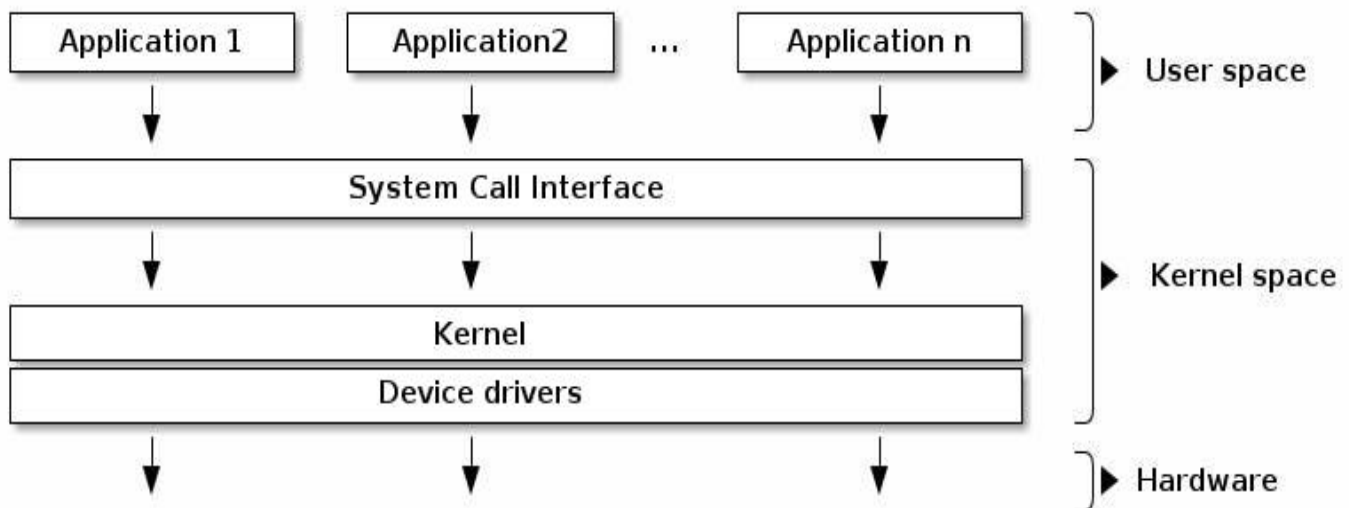 Application 1
Application2
...
Application n
User space
System Call Interface
Kernel space
Kernel
Device drivers
Hardware